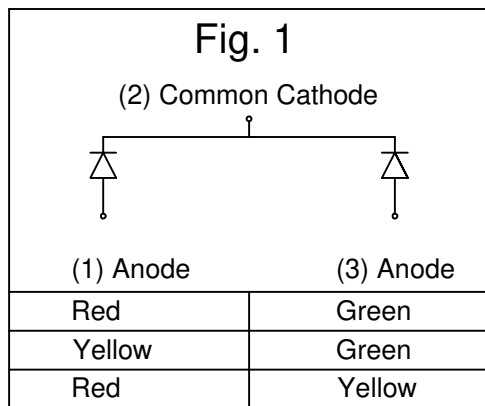 Fig. 1
(2) Common Cathode
(1) Anode (3) Anode
Red Green
Yellow Green
Red Yellow